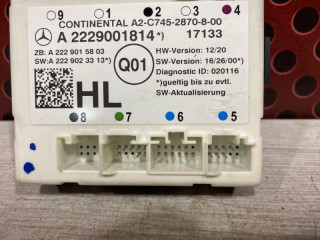 9 1 2 3 4
CONTINENTAL A2-C745-2870-8-00
A 2229001814*) 17133
ZB: A 222 901 58 03 HW-Version: 12/20
SW:A 222 902 33 13*) SW-Version: 16/26/00*)
Q01 Diagnostic ID: 020116
HL *)gueltig bis zu evtl.
SW-Aktualisierung
8 7 6 5